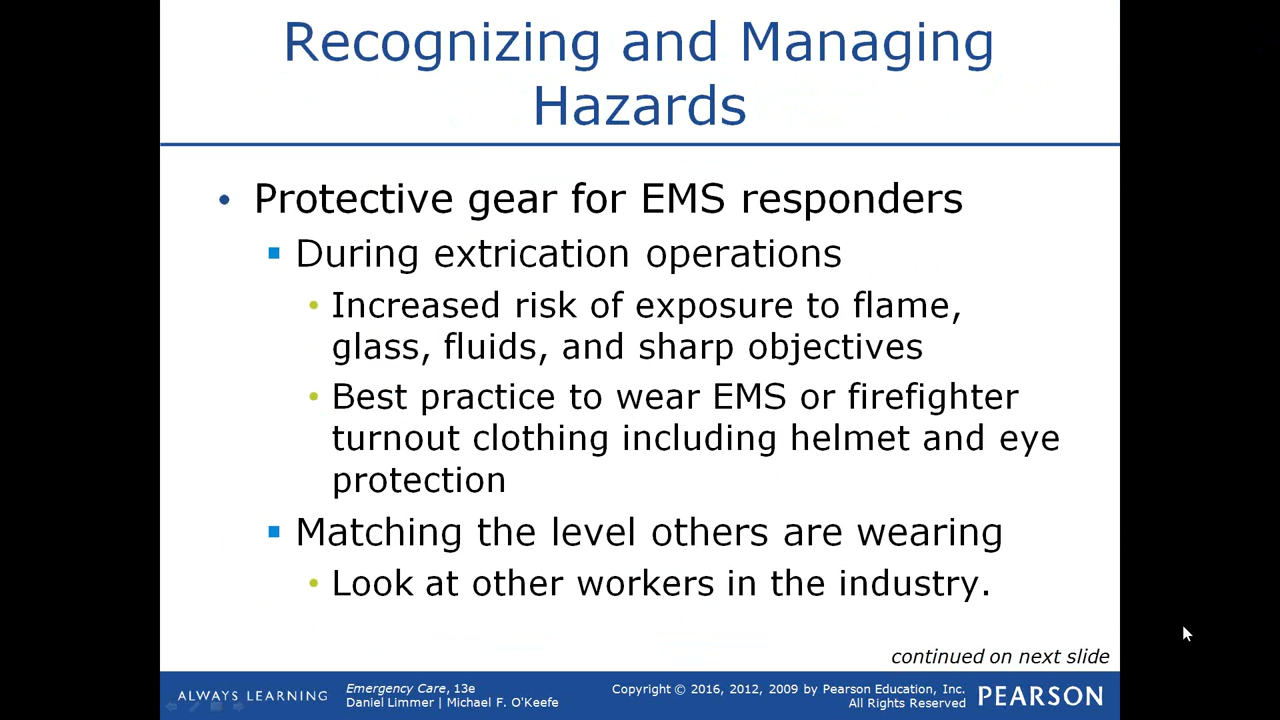 Recognizing and Managing
Hazards
• Protective gear for EMS responders
▪ During extrication operations
• Increased risk of exposure to flame,
glass, fluids, and sharp objectives
• Best practice to wear EMS or firefighter
turnout clothing including helmet and eye
protection
▪ Matching the level others are wearing
• Look at other workers in the industry.
continued on next slide
ALWAYS LEARNING
Emergency Care, 13e
Daniel Limmer | Michael F. O'Keefe
Copyright © 2016, 2012, 2009 by Pearson Education, Inc.
All Rights Reserved
PEARSON